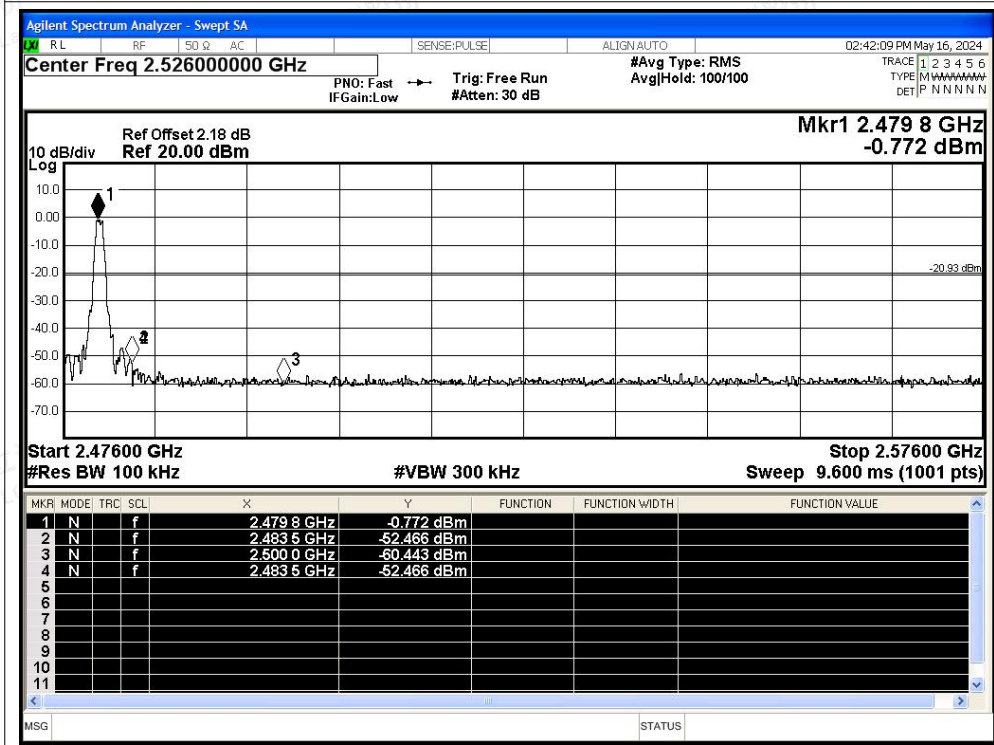 Agilent Spectrum Analyzer - Swept SA
LXI RL RF 50 Ω AC SENSE:PULSE ALIGN AUTO 02:42:09 PM May 16, 2024
Center Freq 2.526000000 GHz
PNO: Fast
IFGain:Low
Trig: Free Run
#Atten: 30 dB
#Avg Type: RMS
Avg|Hold: 100/100
TRACE 1 2 3 4 5 6
TYPE M
DET P N N N N N
Ref Offset 2.18 dB
10 dB/div Ref 20.00 dBm
Log
Mkr1 2.479 8 GHz
-0.772 dBm
10.0
0.00
-10.0
-20.0
-30.0
-40.0
-50.0
-60.0
-70.0
1
-20.93 dBm
3
Start 2.47600 GHz Stop 2.57600 GHz
#Res BW 100 kHz #VBW 300 kHz Sweep 9.600 ms (1001 pts)
MKR MODE TRC SCL X Y FUNCTION FUNCTION WIDTH FUNCTION VALUE
1 N f 2.479 8 GHz -0.772 dBm
2 N f 2.483 5 GHz -52.466 dBm
3 N f 2.500 0 GHz -60.443 dBm
4 N f 2.483 5 GHz -52.466 dBm
5
6
7
8
9
10
11
MSG STATUS